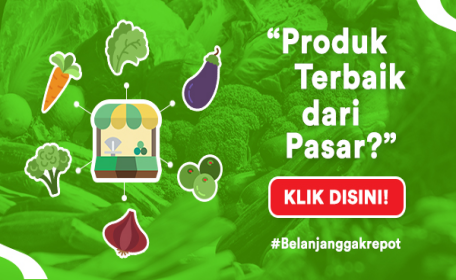 “Produk
Terbaik
dari
Pasar?”
KLIK DISINI!
#Belanjanggakrepot